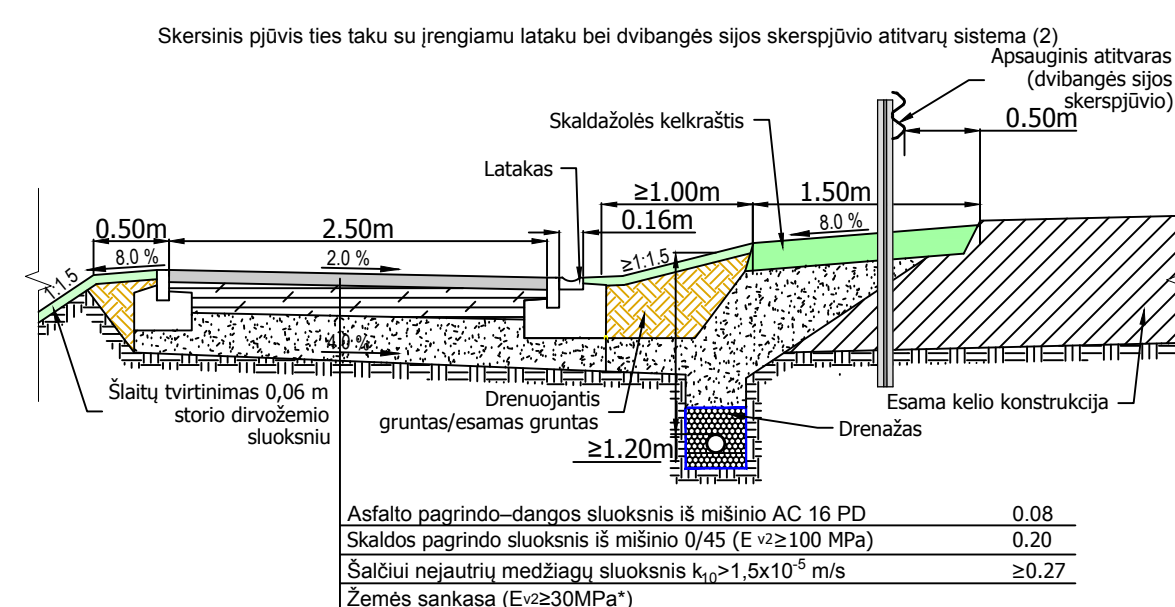 Skersinis pjūvis ties taku su įrengiamu lataku bei dvibangės sijos skerspjūvio atitvarų sistema (2)
Apsauginis atitvaras
(dvibangės sijos
skerspjūvio)
0.50m
Skaldažolės kelkraštis
Latakas
≥1.00m
1.50m
0.16m
0.50m
2.50m
8.0 %
2.0 %
≥1:1.5
8.0 %
1:1.5
4.0 %
Šlaitų tvirtinimas 0,06 m
storio dirvožemio
sluoksniu
Drenuojantis
gruntas/esamas gruntas
Esama kelio konstrukcija
Drenažas
≥1.20m
Asfalto pagrindo–dangos sluoksnis iš mišinio AC 16 PD 0.08
Skaldos pagrindo sluoksnis iš mišinio 0/45 (E v2≥100 MPa) 0.20
Šalčiui nejautrių medžiagų sluoksnis k10>1,5x10-5 m/s ≥0.27
Žemės sankasa (Ev2≥30MPa*)